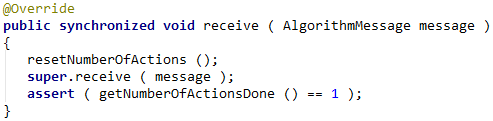 @Override
public synchronized void receive ( AlgorithmMessage message )
{
   resetNumberOfActions ();
   super.receive ( message );
   assert ( getNumberOfActionsDone () == 1 );
}